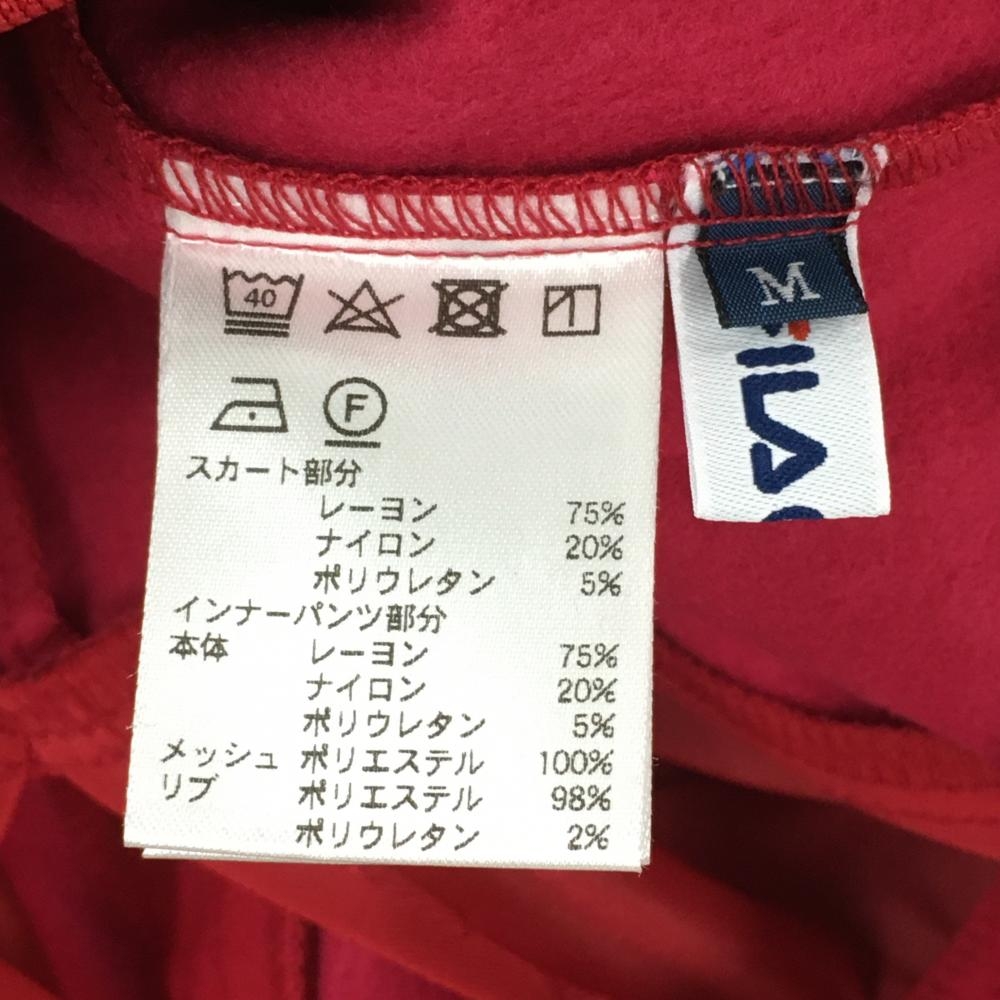 40
F
スカート部分
レーヨン 75%
ナイロン 20%
ポリウレタン 5%
インナーパンツ部分
本体 レーヨン 75%
ナイロン 20%
ポリウレタン 5%
メッシュ ポリエステル 100%
リブ ポリエステル 98%
ポリウレタン 2%
M
FILA